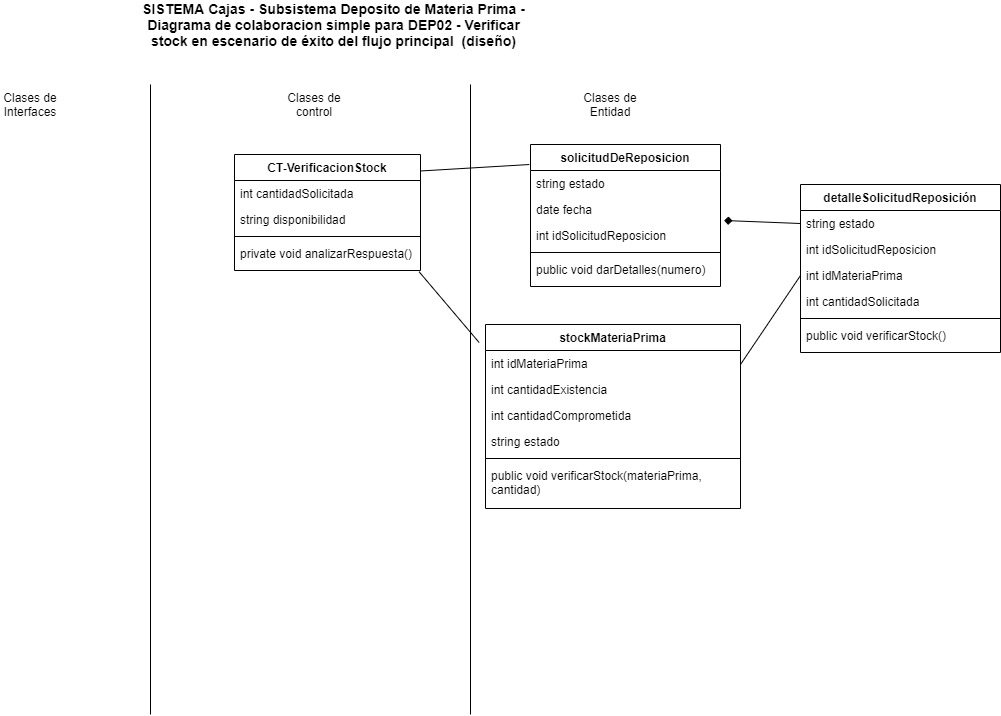 SISTEMA Cajas - Subsistema Deposito de Materia Prima -
Diagrama de colaboracion simple para DEP02 - Verificar
stock en escenario de éxito del flujo principal  (diseño)
Clases de
Interfaces
Clases de
control
Clases de
Entidad
CT-VerificacionStock
int cantidadSolicitada
string disponibilidad
private void analizarRespuesta()
solicitudDeReposicion
string estado
date fecha
int idSolicitudReposicion
public void darDetalles(numero)
detalleSolicitudReposición
string estado
int idSolicitudReposicion
int idMateriaPrima
int cantidadSolicitada
public void verificarStock()
stockMateriaPrima
int idMateriaPrima
int cantidadExistencia
int cantidadComprometida
string estado
public void verificarStock(materiaPrima,
cantidad)